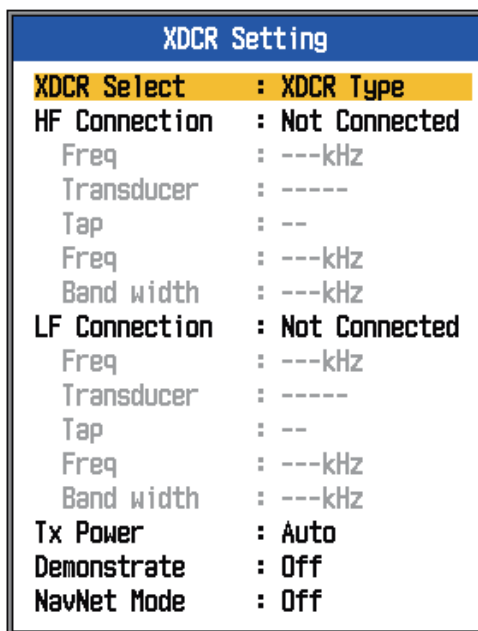 XDCR Setting
XDCR Select : XDCR Type
HF Connection : Not Connected
Freq : ---kHz
Transducer : -----
Tap : --
Freq : ---kHz
Band width : ---kHz
LF Connection : Not Connected
Freq : ---kHz
Transducer : -----
Tap : --
Freq : ---kHz
Band width : ---kHz
Tx Power : Auto
Demonstrate : Off
NavNet Mode : Off